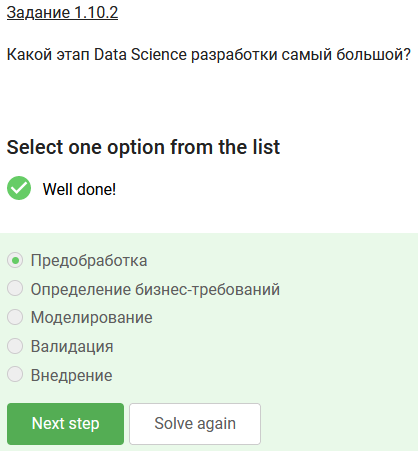 Задание 1.10.2
Какой этап Data Science разработки самый большой?
Select one option from the list
Well done!
Предобработка
Определение бизнес-требований
Моделирование
Валидация
Внедрение
Next step
Solve again